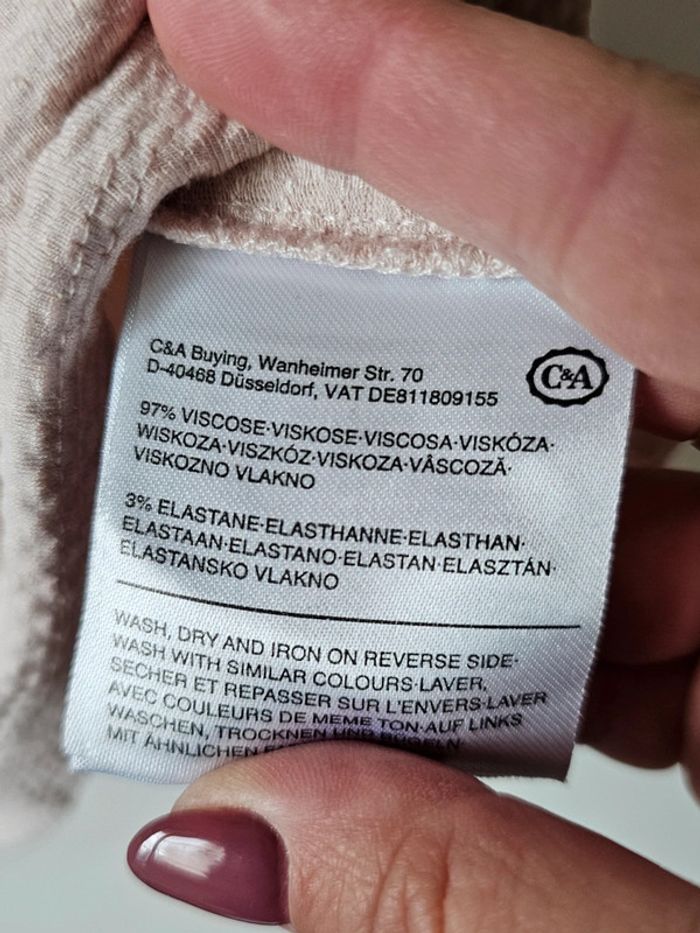 C&A Buying, Wanheimer Str. 70
D-40468 Düsseldorf, VAT DE811809155
C&A
97% VISCOSE·VISKOSE·VISCOSA·VISKÓZA·
WISKOZA·VISZKÓZ·VISKOZA·VÂSCOZĂ·
VISKOZNO VLAKNO
3% ELASTANE·ELASTHANNE·ELASTHAN·
ELASTAAN·ELASTANO·ELASTAN·ELASZTÁN·
ELASTANSKO VLAKNO
WASH, DRY AND IRON ON REVERSE SIDE·
WASH WITH SIMILAR COLOURS·LAVER,
SECHER ET REPASSER SUR L'ENVERS·LAVER
AVEC COULEURS DE MEME TON·AUF LINKS
WASCHEN, TROCKNEN UND BÜGELN.
MIT ÄHNLICHEN